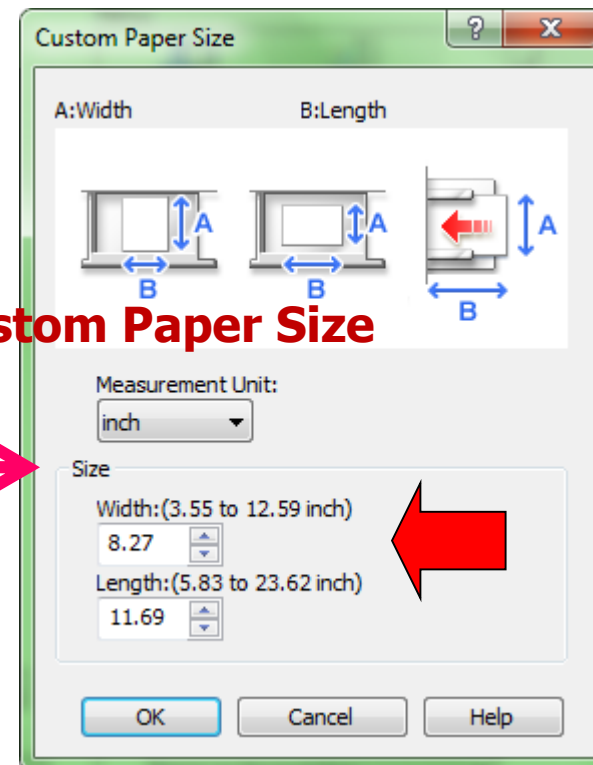 Custom Paper Size
A:Width B:Length
A A A
B B B
stom Paper Size
Measurement Unit:
inch
Size
Width:(3.55 to 12.59 inch)
8.27
Length:(5.83 to 23.62 inch)
11.69
OK Cancel Help